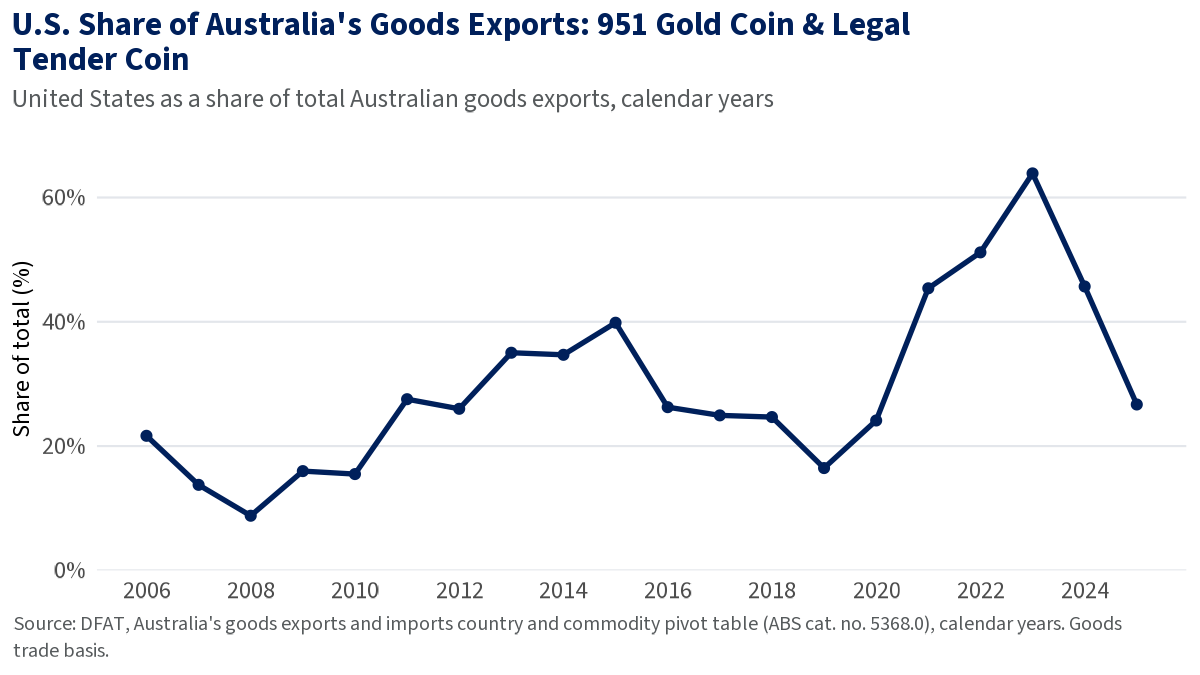 U.S. Share of Australia's Goods Exports: 951 Gold Coin & Legal
Tender Coin
United States as a share of total Australian goods exports, calendar years
Share of total (%)
60%
40%
20%
0%
2006 2008 2010 2012 2014 2016 2018 2020 2022 2024
Source: DFAT, Australia's goods exports and imports country and commodity pivot table (ABS cat. no. 5368.0), calendar years. Goods
trade basis.